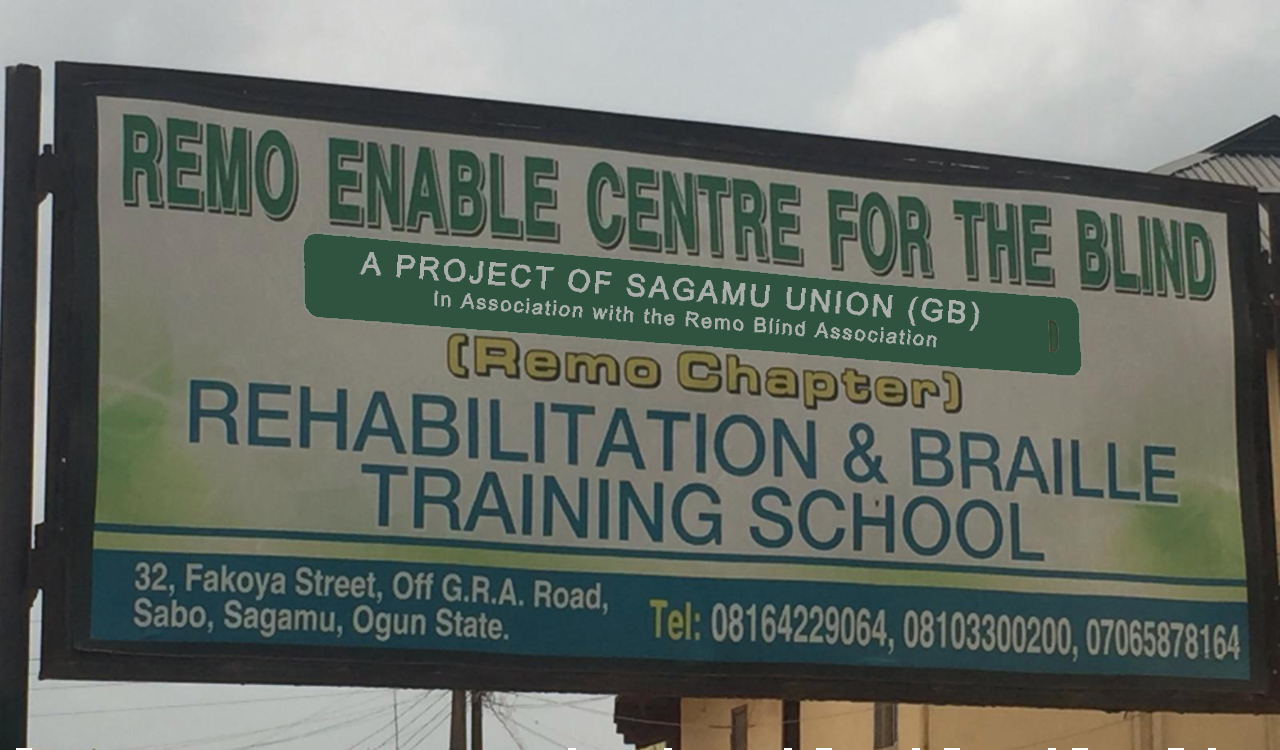 REMO ENABLE CENTRE FOR THE BLIND
A PROJECT OF SAGAMU UNION (GB)
In Association with the Remo Blind Association
(Remo Chapter)
REHABILITATION & BRAILLE
TRAINING SCHOOL
32, Fakoya Street, Off G.R.A. Road,
Sabo, Sagamu, Ogun State.
Tel: 08164229064, 08103300200, 07065878164